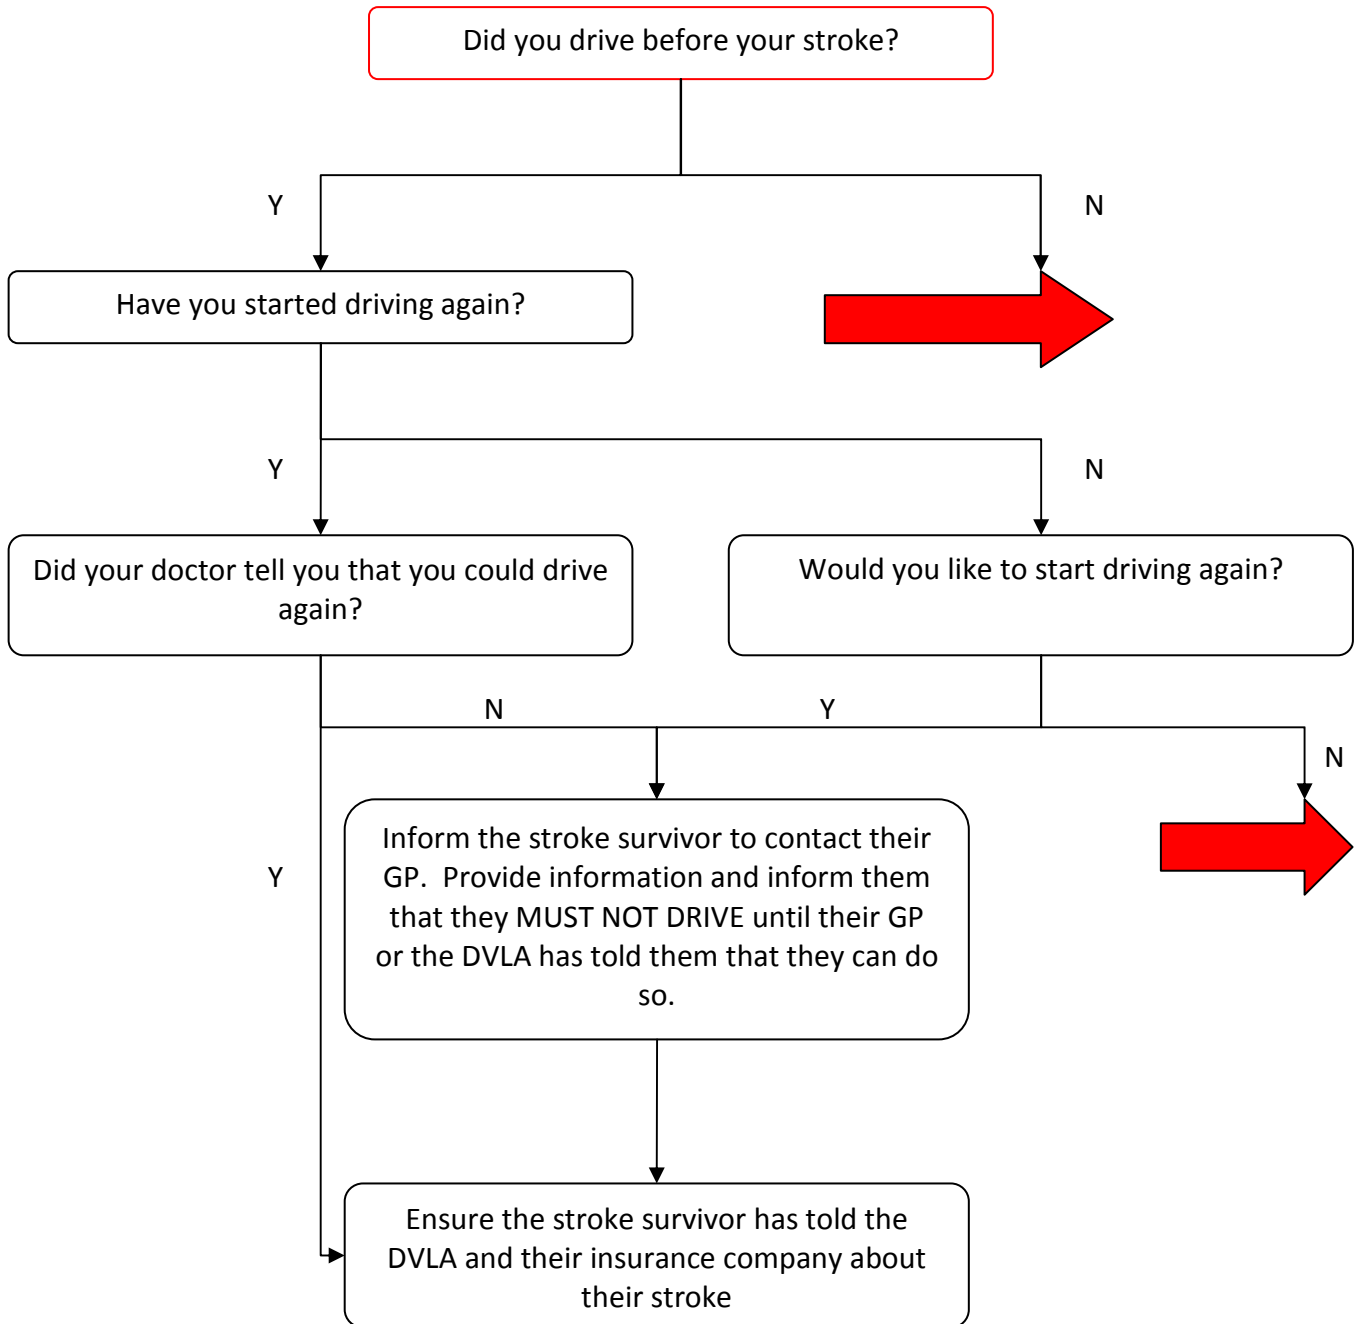 Did you drive before your stroke?
Y
N
Have you started driving again?
Y
N
Did your doctor tell you that you could drive
again?
Would you like to start driving again?
N
Y
N
Inform the stroke survivor to contact their
GP.  Provide information and inform them
that they MUST NOT DRIVE until their GP
or the DVLA has told them that they can do
so.
Y
Ensure the stroke survivor has told the
DVLA and their insurance company about
their stroke